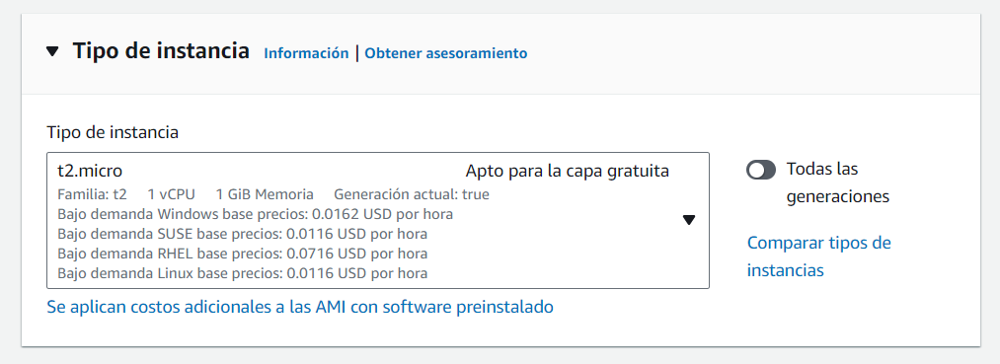 Tipo de instancia Información | Obtener asesoramiento
Tipo de instancia
t2.micro Apto para la capa gratuita
Familia: t2 1 vCPU 1 GiB Memoria Generación actual: true
Bajo demanda Windows base precios: 0.0162 USD por hora
Bajo demanda SUSE base precios: 0.0116 USD por hora
Bajo demanda RHEL base precios: 0.0716 USD por hora
Bajo demanda Linux base precios: 0.0116 USD por hora
Todas las
generaciones
Comparar tipos de
instancias
Se aplican costos adicionales a las AMI con software preinstalado